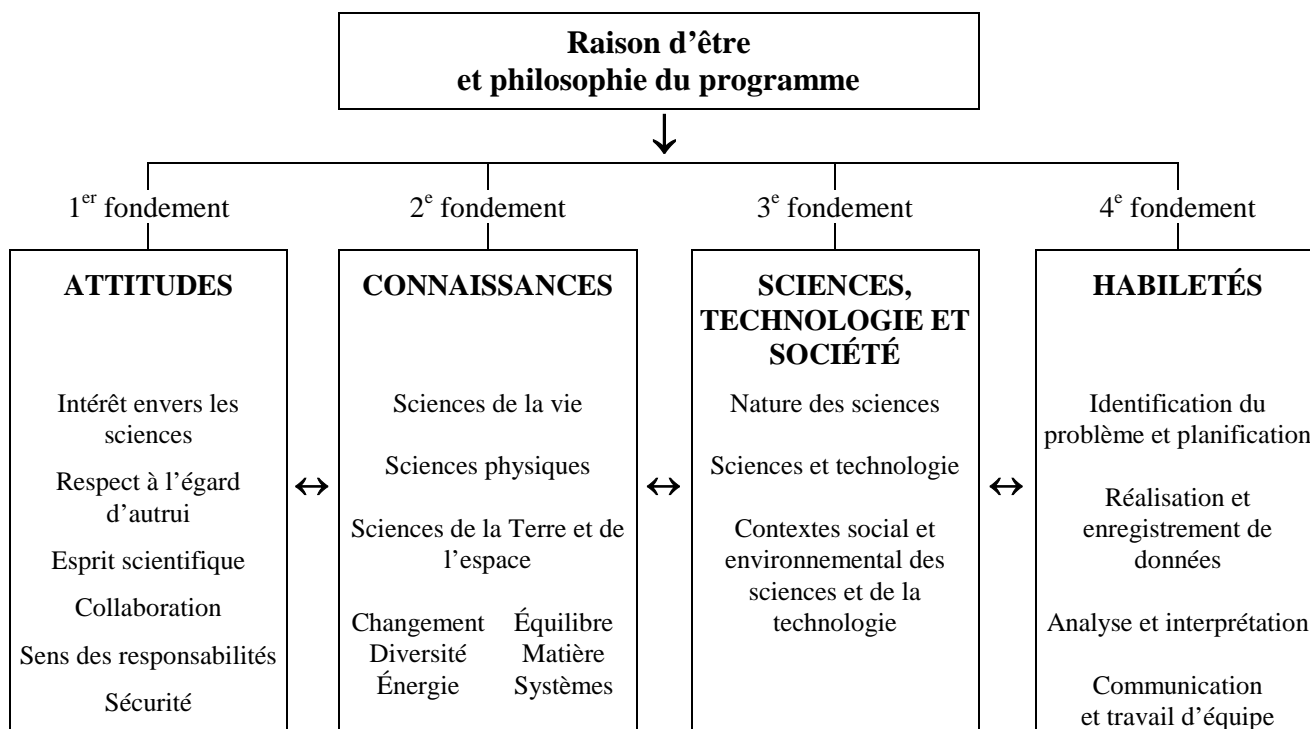 Raison d’être
et philosophie du programme
1er fondement
2e fondement
3e fondement
4e fondement
ATTITUDES
Intérêt envers les
sciences
Respect à l’égard
d’autrui
Esprit scientifique
Collaboration
Sens des responsabilités
Sécurité
CONNAISSANCES
Sciences de la vie
Sciences physiques
Sciences de la Terre et de
l’espace
Changement Équilibre
Diversité Matière
Énergie Systèmes
SCIENCES,
TECHNOLOGIE ET
SOCIÉTÉ
Nature des sciences
Sciences et technologie
Contextes social et
environnemental des
sciences et de la
technologie
HABILETÉS
Identification du
problème et planification
Réalisation et
enregistrement de
données
Analyse et interprétation
Communication
et travail d’équipe